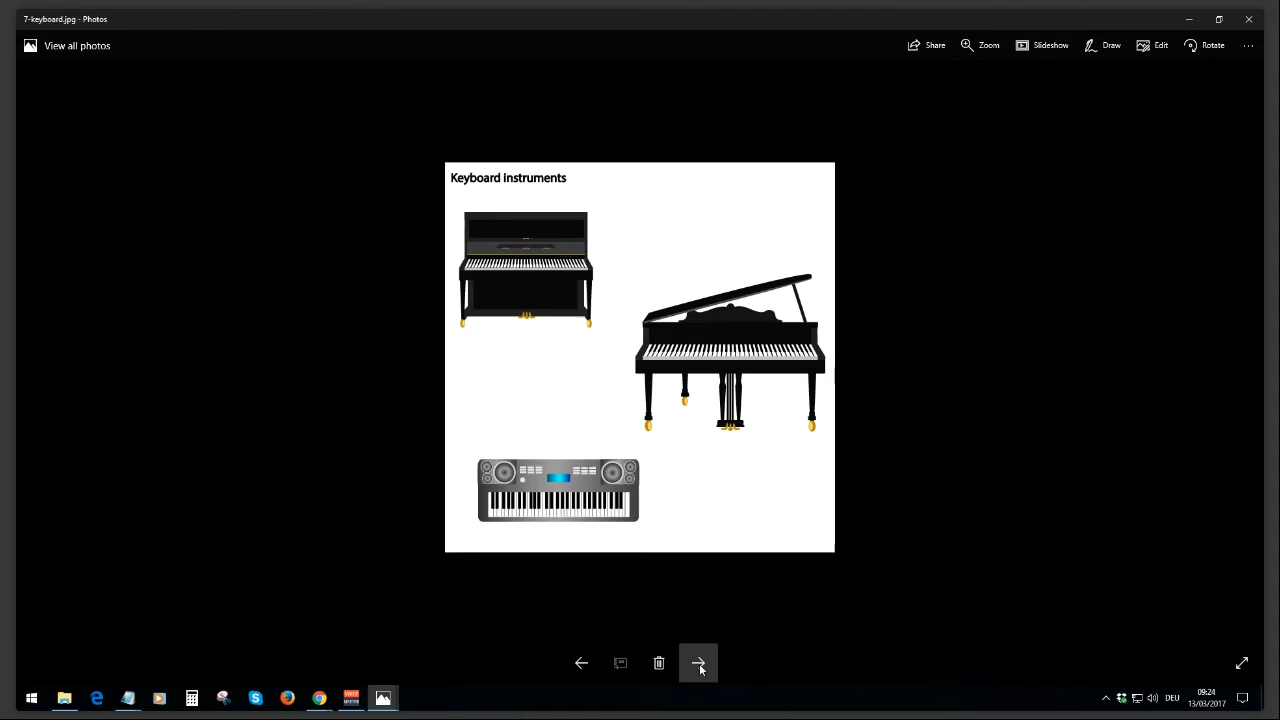 7-keyboard.jpg - Photos
View all photos
Share
Zoom
Slideshow
Draw
Edit
Rotate
Keyboard instruments
VOICE
DEU
09:24
13/03/2017